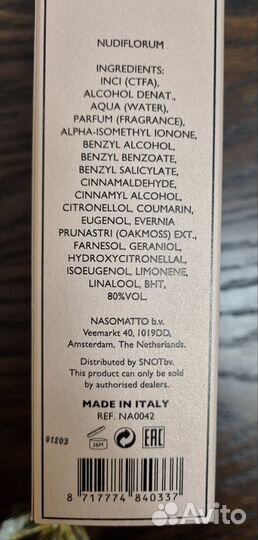 NUDIFLORUM
INGREDIENTS:
INCI (CTFA),
ALCOHOL DENAT.,
AQUA (WATER),
PARFUM (FRAGRANCE),
ALPHA-ISOMETHYL IONONE,
BENZYL ALCOHOL,
BENZYL BENZOATE,
BENZYL SALICYLATE,
CINNAMALDEHYDE,
CINNAMYL ALCOHOL,
CITRONELLOL, COUMARIN,
EUGENOL, EVERNIA
PRUNASTRI (OAKMOSS) EXT.,
FARNESOL, GERANIOL,
HYDROXYCITRONELLAL,
ISOEUGENOL, LIMONENE,
LINALOOL, BHT,
80%VOL.
NASOMATTO b.v.
Veemarkt 40, 1019DD,
Amsterdam, The Netherlands.
Distributed by SNOTbv.
This product can only be sold
by authorised dealers.
MADE IN ITALY
REF. NA0042
01203
36M
EAC
8 717774 840337
Avito